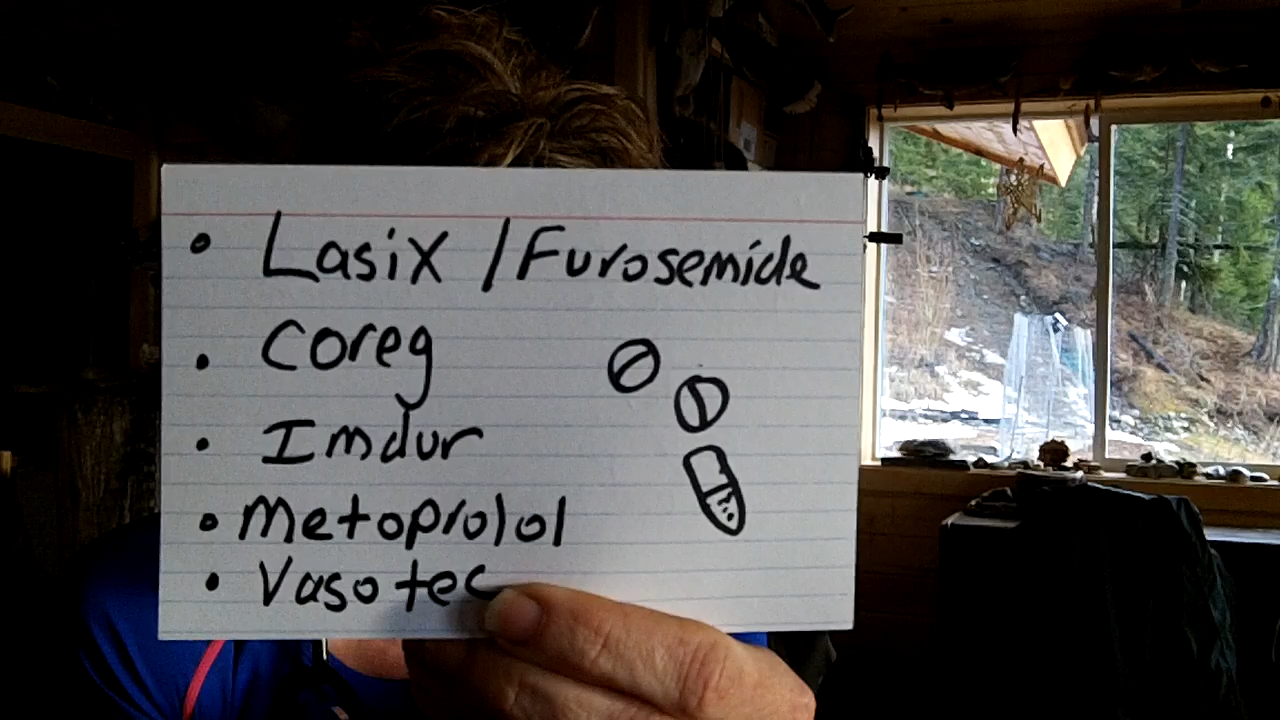 • Lasix / Furosemide
• Coreg
• Imdur
• Metoprolol
• Vasotec